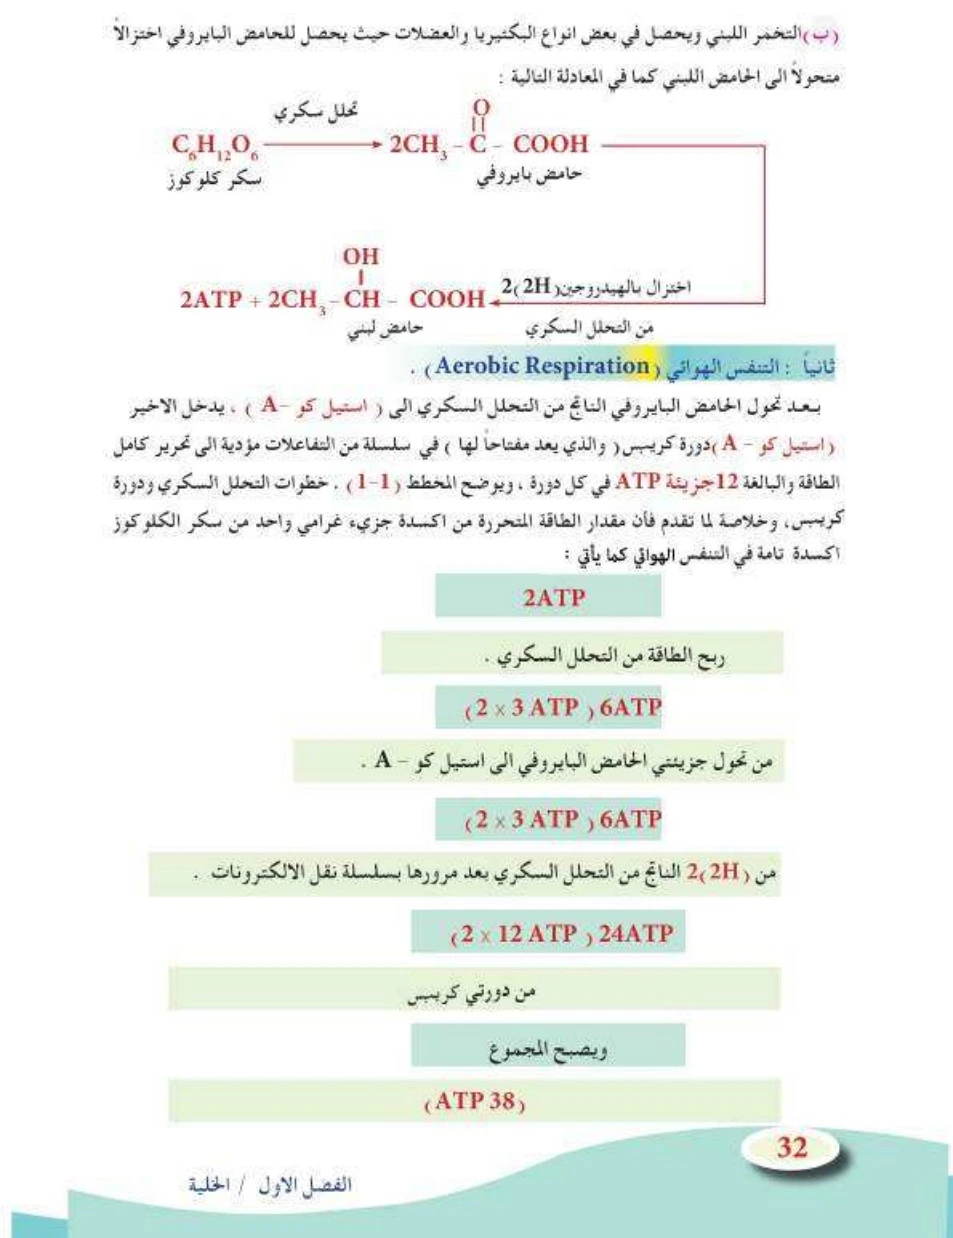 (ب)التخمر اللبني ويحصل في بعض انواع البكتيريا والعضلات حيث يحصل للحامض البايروفي اختزالاً
متحولاً الى الحامض اللبني كما في المعادلة التالية :
تحلل سكري
O
C₆H₁₂O₆ → 2CH₃ – C – COOH
سكر كلوكوز
حامض بايروفي
OH
اختزال بالهيدروجين 2(2H)
2ATP + 2CH₃ – CH – COOH
حامض لبني
من التحلل السكري
ثانياً : التنفس الهوائي (Aerobic Respiration) .
بعد تحول الحامض البايروفي الناتج من التحلل السكري الى ( استيل كو –A ) ، يدخل الاخير
( استيل كو – A )دورة كريبس( والذي يعد مفتاحاً لها ) في سلسلة من التفاعلات مؤدية الى تحرير كامل
الطاقة والبالغة 12جزيئة ATP في كل دورة ، ويوضح المخطط (1-1) . خطوات التحلل السكري ودورة
كريبس، وخلاصة لما تقدم فأن مقدار الطاقة المتحررة من اكسدة جزيء غرامي واحد من سكر الكلوكوز
اكسدة تامة في التنفس الهوائي كما يأتي :
2ATP
ربح الطاقة من التحلل السكري .
(2 × 3 ATP ) 6ATP
من تحول جزيئتي الحامض البايروفي الى استيل كو – A .
(2 × 3 ATP ) 6ATP
من 2(2H) الناتج من التحلل السكري بعد مرورها بسلسلة نقل الالكترونات .
(2 × 12 ATP ) 24ATP
من دورتي كريبس
ويصبح المجموع
(ATP 38)
32
الفصل الاول / الخلية